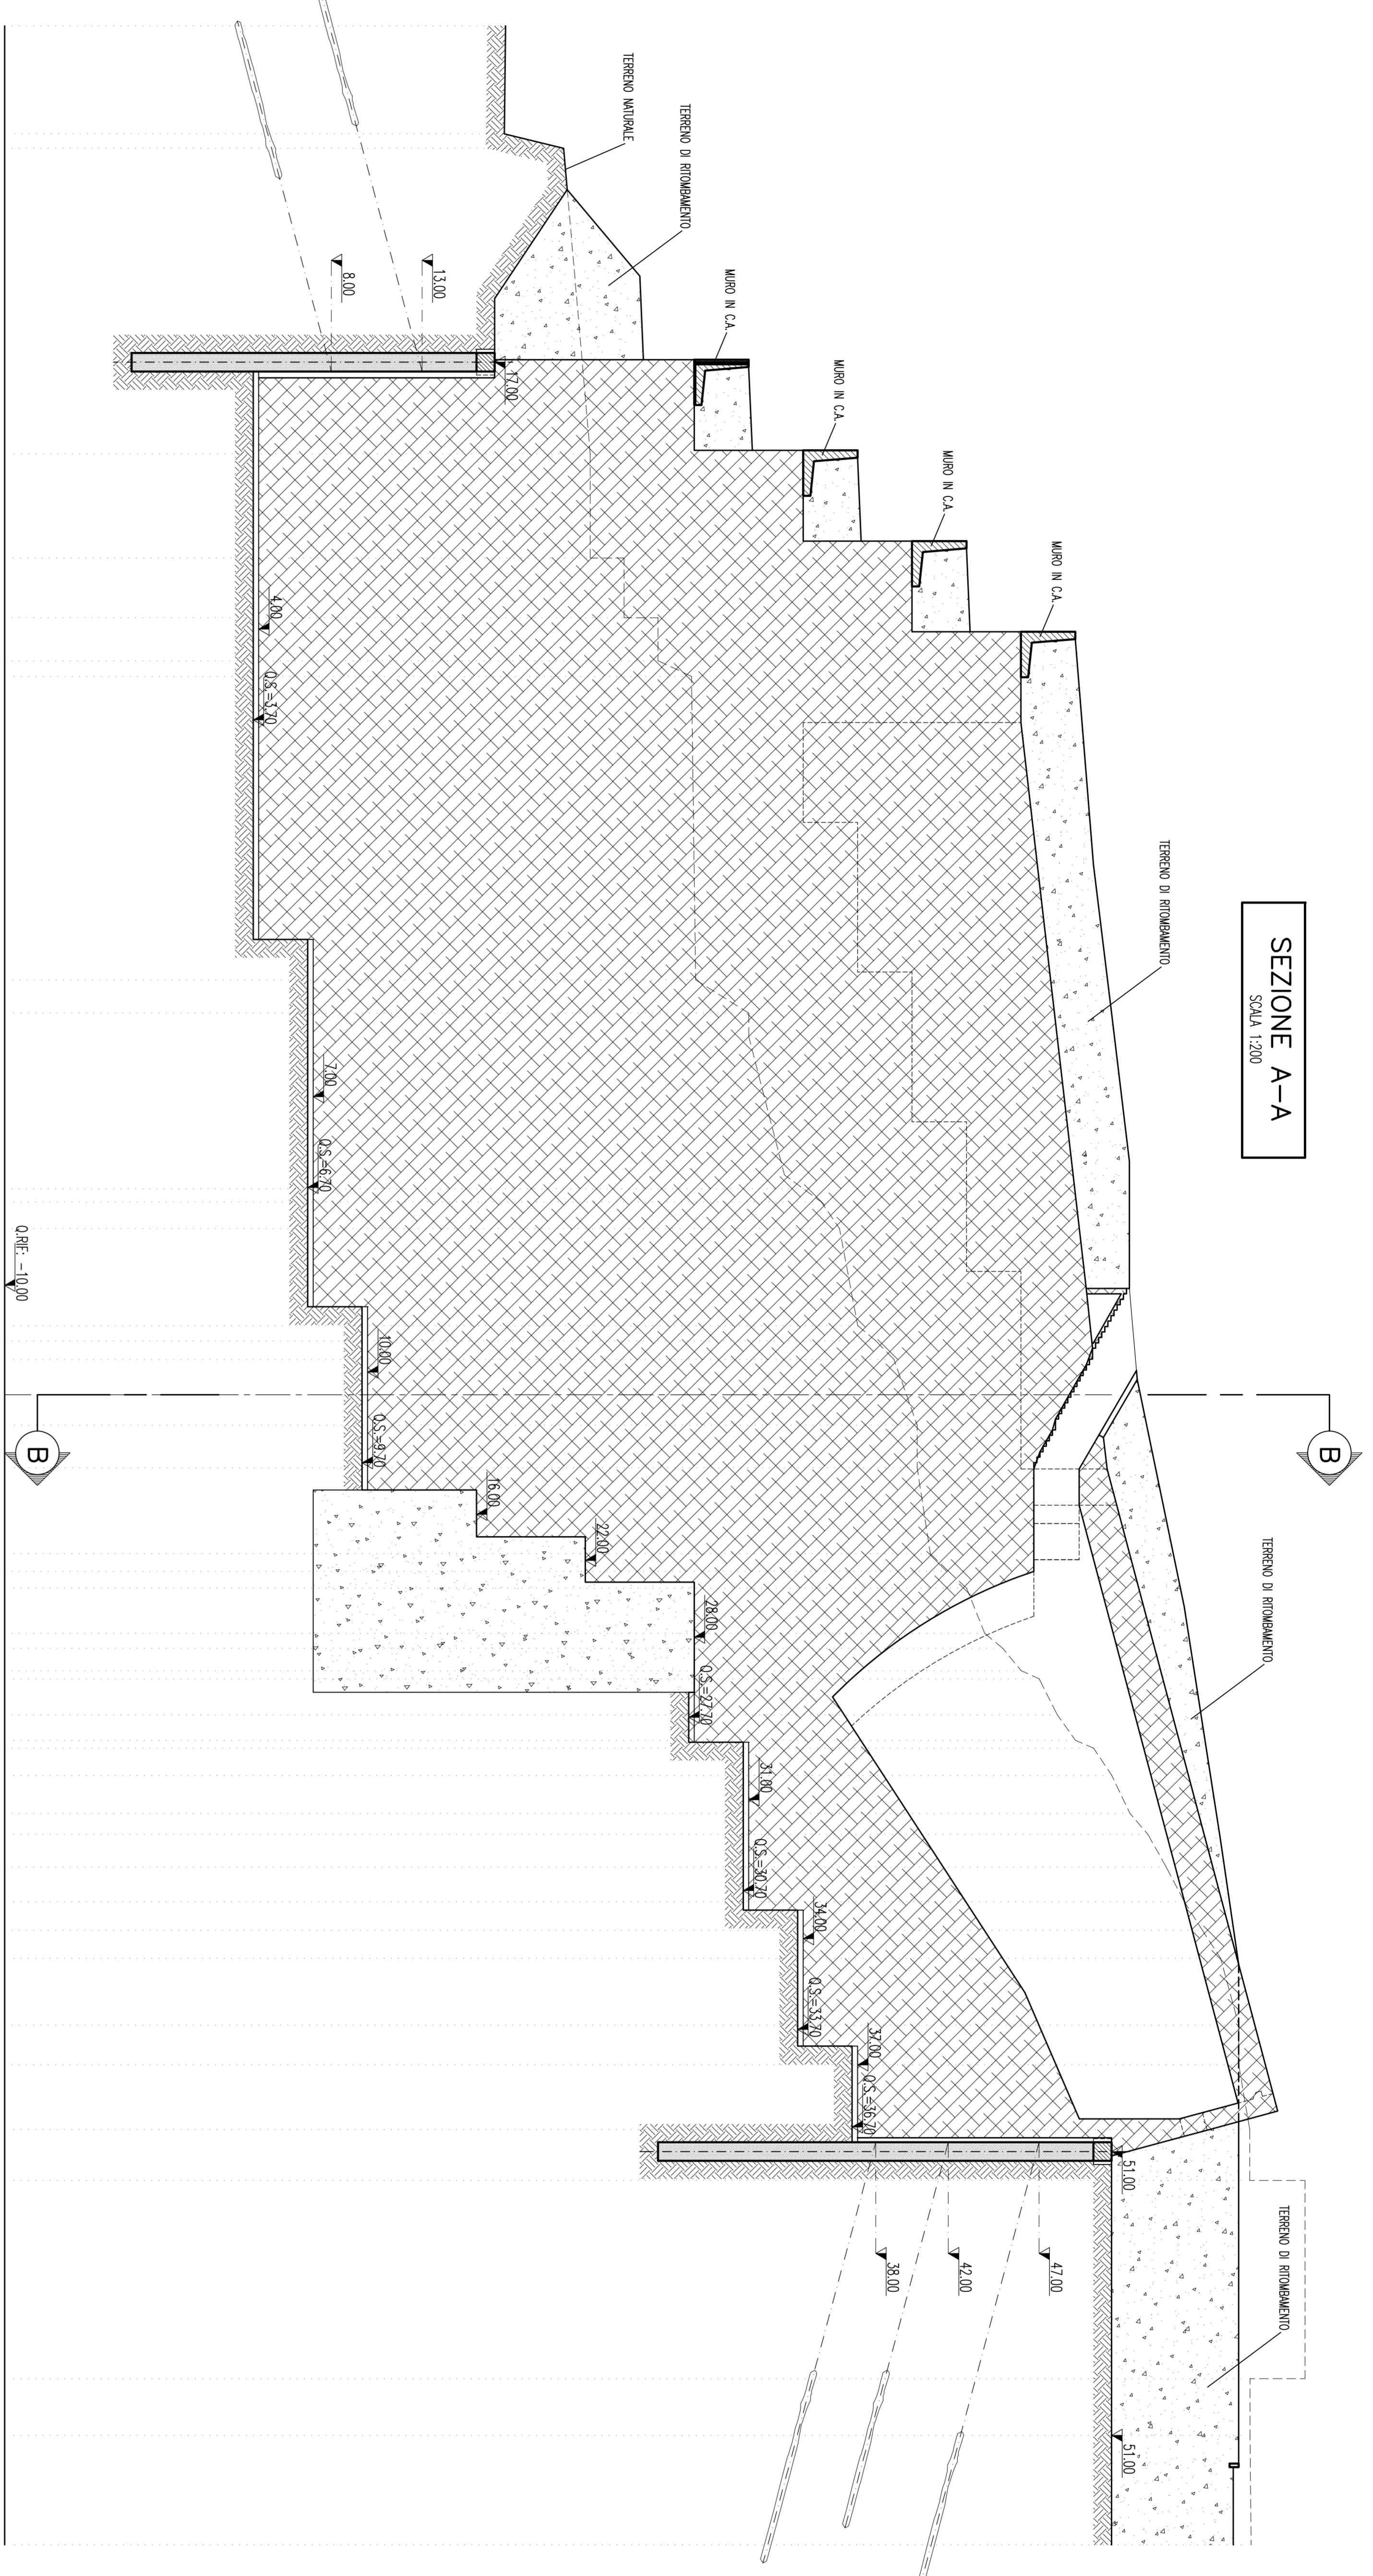 SEZIONE A–A
SCALA 1:200
TERRENO NATURALE
TERRENO DI RITOMBAMENTO
MURO IN C.A.
MURO IN C.A.
MURO IN C.A.
MURO IN C.A.
TERRENO DI RITOMBAMENTO
TERRENO DI RITOMBAMENTO
TERRENO DI RITOMBAMENTO
8.00
13.00
17.00
4.00
Q.S.=3.70
7.00
Q.S.=6.70
10.00
Q.S.=9.70
16.00
22.00
28.00
Q.S.=27.70
31.00
Q.S.=30.70
34.00
Q.S.=33.70
37.00
Q.S.=36.70
51.00
47.00
42.00
38.00
51.00
Q.RIF: –10.00
B
B